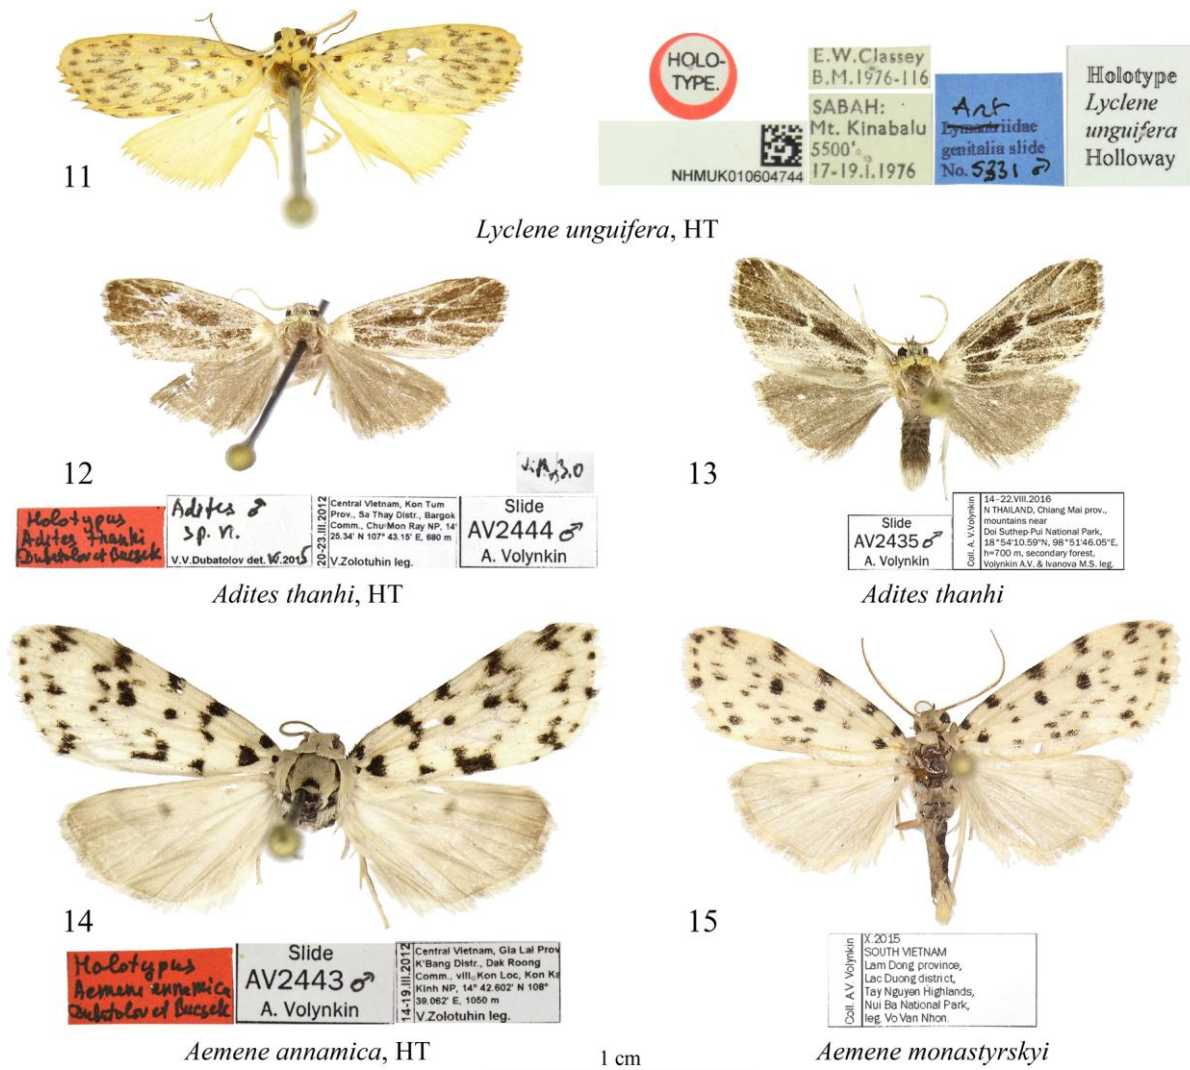 11
HOLO-
TYPE.
NHMUK010604744
E.W.Classey
B.M.1976-116
SABAH:
Mt. Kinabalu
5500'
17-19.i.1976
Arct
Lymantriidae
genitalia slide
No. 5331 ♂
Holotype
Lyclene
unguifera
Holloway
Lyclene unguifera, HT
12
Holotypus
Adites thanhi
Dubatolov et Bucsek
Adites ♂
sp. n.
V.V.Dubatolov det. 2015
20-23.III.2012
Central Vietnam, Kon Tum
Prov., Sa Thay Distr., Bargok
Comm., Chu Mon Ray NP, 14°
25.34' N 107° 43.15' E, 680 m
V.Zolotuhin leg.
Slide
AV2444 ♂
A. Volynkin
Adites thanhi, HT
13
Slide
AV2435 ♂
A. Volynkin
Coll. A. V. Volynkin
14-22.VIII.2016
N THAILAND, Chiang Mai prov.,
mountains near
Doi Suthep-Pui National Park,
18°54'10.59"N, 98°51'46.05"E,
h=700 m, secondary forest,
Volynkin A.V. & Ivanova M.S. leg.
Adites thanhi
14
Holotypus
Aemene annamica
Dubatolov et Bucsek
Slide
AV2443 ♂
A. Volynkin
14-19.III.2012
Central Vietnam, Gia Lai Prov
K'Bang Distr., Dak Roong
Comm., vill. Kon Loc, Kon Ka
Kinh NP, 14° 42.602' N 108°
39.062' E, 1050 m
V.Zolotuhin leg.
Aemene annamica, HT
15
Coll. A.V. Volynkin
X.2015
SOUTH VIETNAM
Lam Dong province,
Lac Duong district,
Tay Nguyen Highlands,
Nui Ba National Park,
leg. Vo Van Nhon.
Aemene monastyrskyi
1 cm